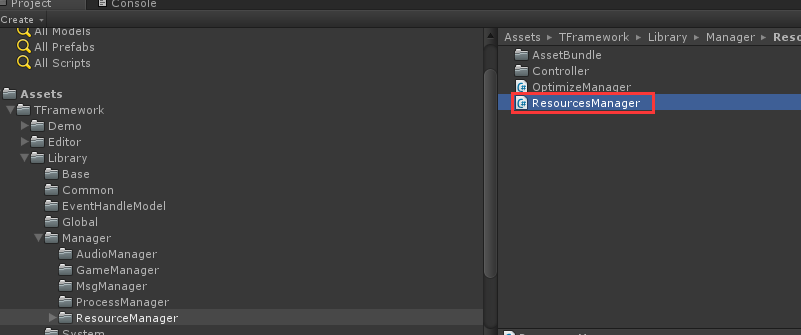 Project
Console
Create
All Models
All Prefabs
All Scripts
Assets
TFramework
Demo
Editor
Library
Base
Common
EventHandleModel
Global
Manager
AudioManager
GameManager
MsgManager
ProcessManager
ResourceManager
System
Assets ▸ TFramework ▸ Library ▸ Manager ▸ Reso
AssetBundle
Controller
OptimizeManager
ResourcesManager